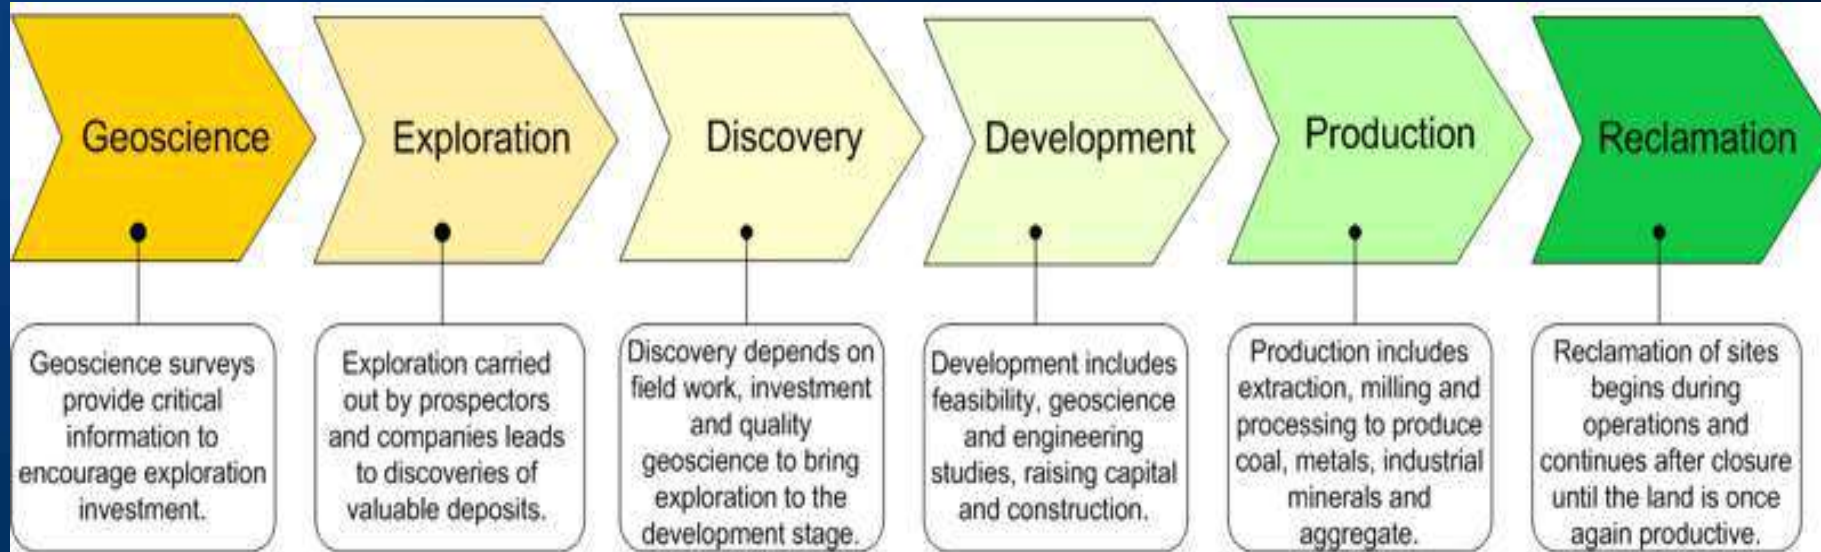 Geoscience
Exploration
Discovery
Development
Production
Reclamation
Geoscience surveys
provide critical
information to
encourage exploration
investment.
Exploration carried
out by prospectors
and companies leads
to discoveries of
valuable deposits.
Discovery depends on
field work, investment
and quality
geoscience to bring
exploration to the
development stage.
Development includes
feasibility, geoscience
and engineering
studies, raising capital
and construction.
Production includes
extraction, milling and
processing to produce
coal, metals, industrial
minerals and
aggregate.
Reclamation of sites
begins during
operations and
continues after closure
until the land is once
again productive.